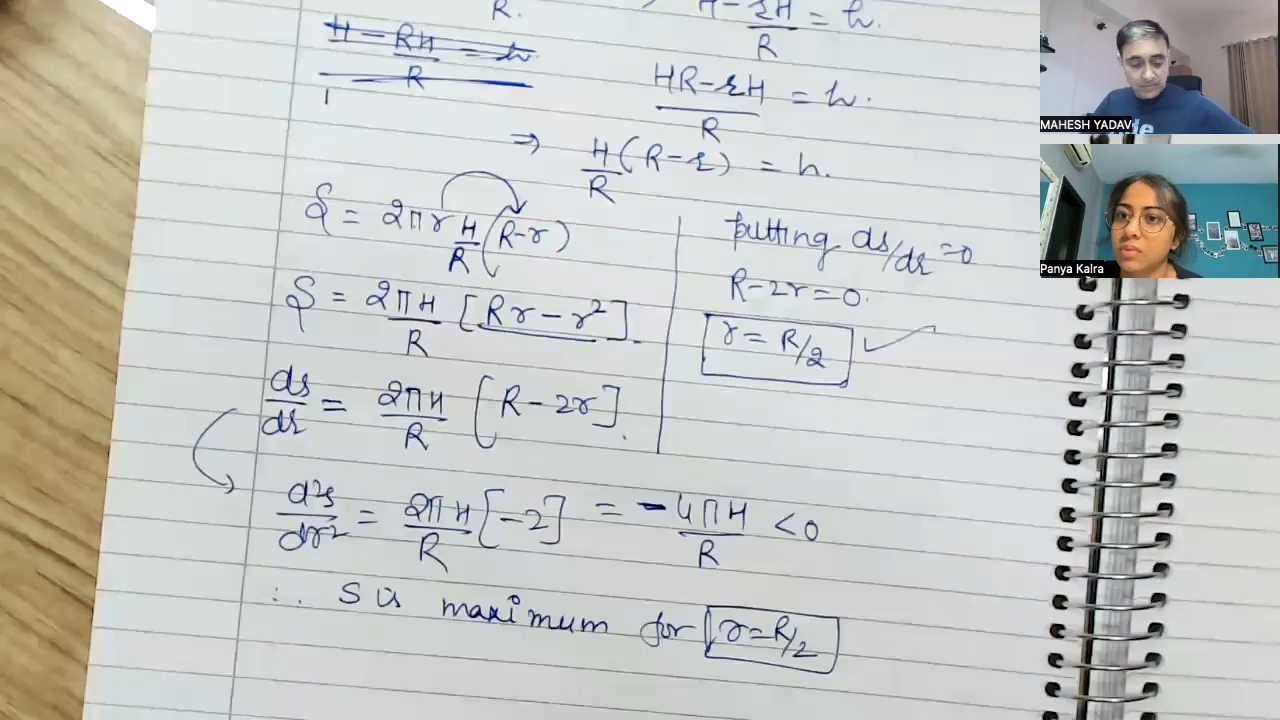 R.
H - RH/R = h
H - rH/R = h.
(HR - rH)/R = h.
⇒ H/R (R - r) = h.
S = 2πr H/R (R-r)
S = 2πH/R [Rr - r²].
ds/dr = 2πH/R [R - 2r].
putting ds/dr = 0
R - 2r = 0.
r = R/2 ✓
d²s/dr² = 2πH/R [-2] = -4πH/R < 0
∴ S is maximum for r = R/2
MAHESH YADAV
Panya Kalra